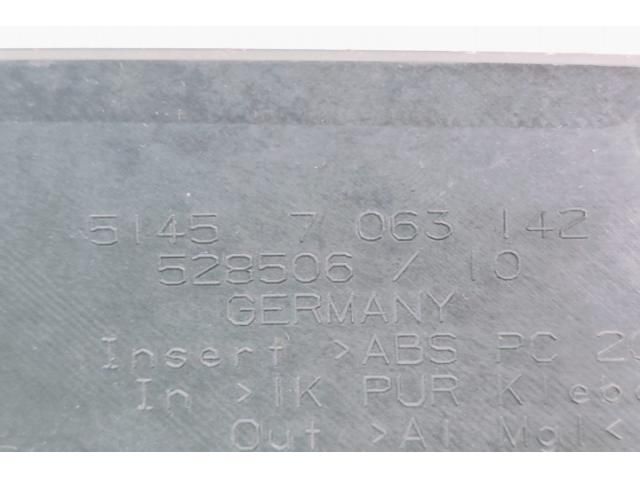 5145 7 063 142
528506 / 10
GERMANY
Insert >ABS PC
In >1K PUR
Out >Al Mg1<